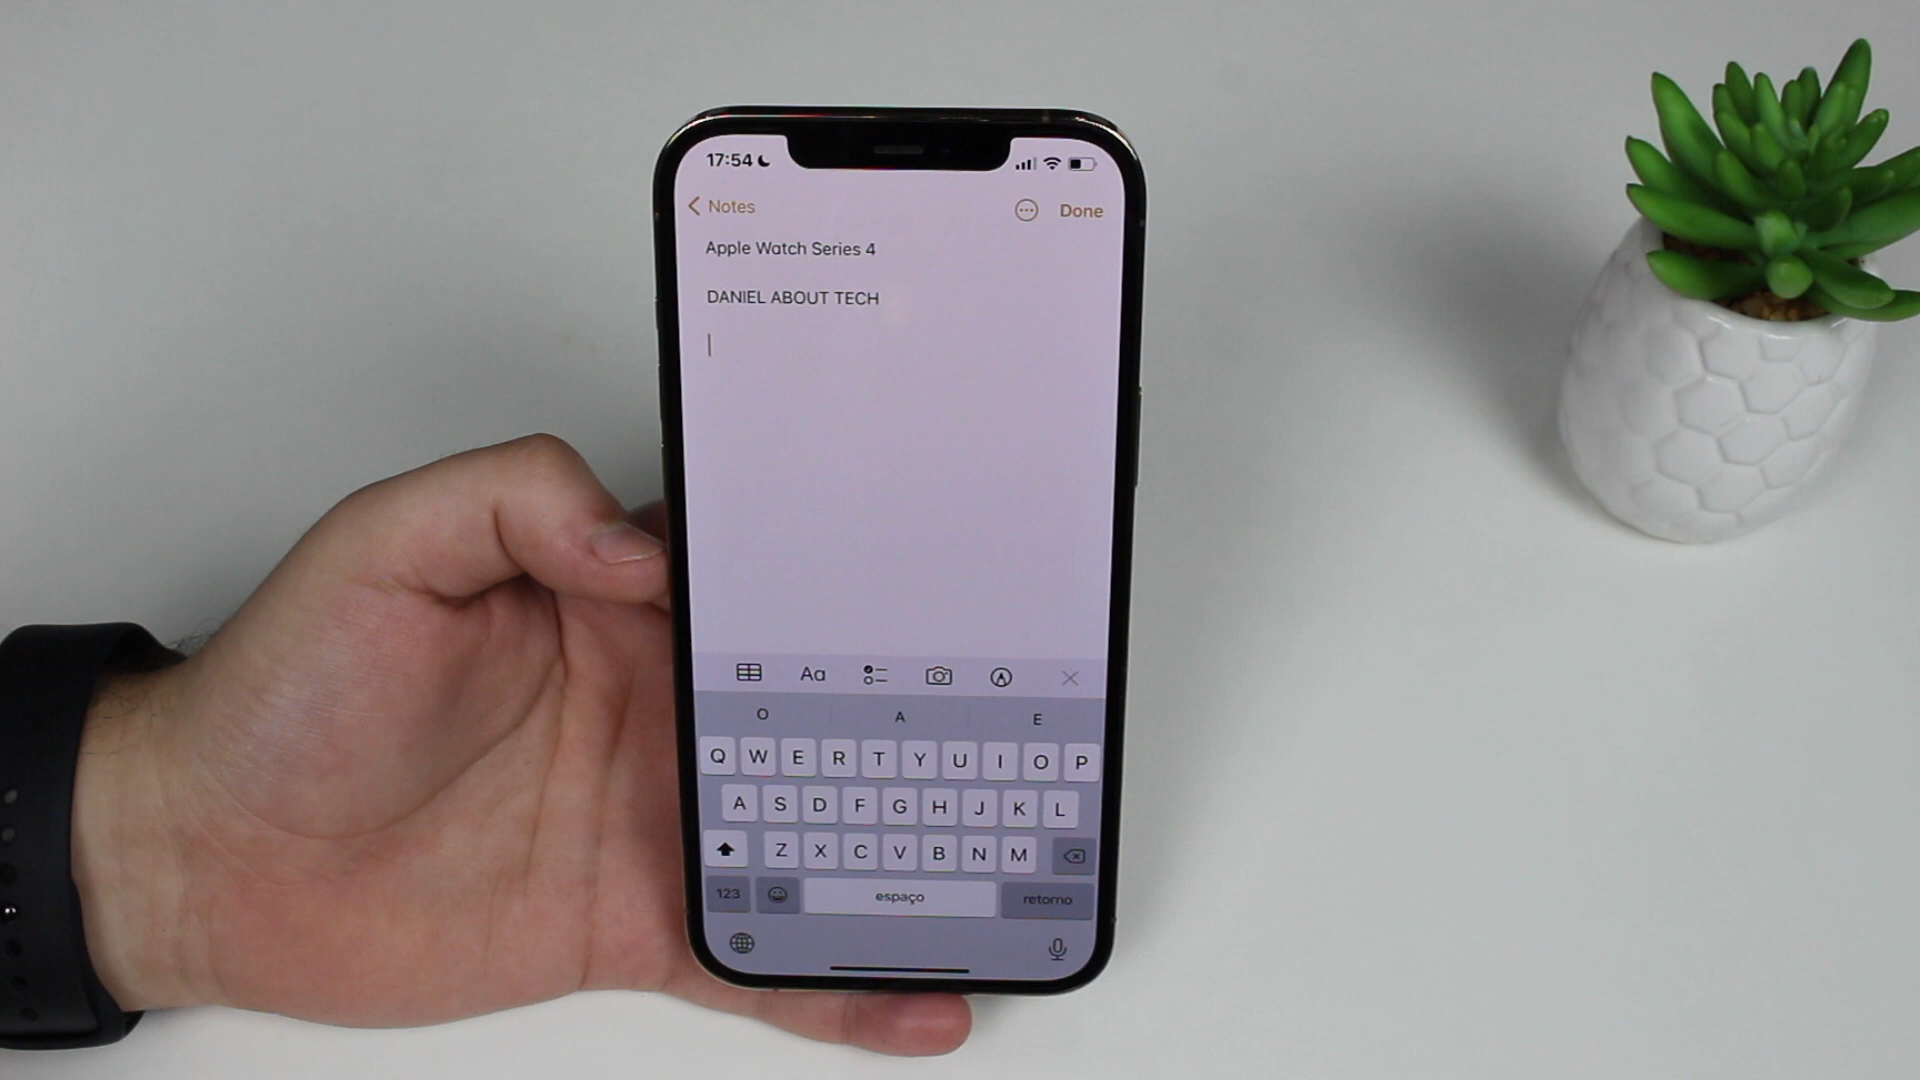 17:54
Notes
Done
Apple Watch Series 4
DANIEL ABOUT TECH
Aa
O A E
Q W E R T Y U I O P
A S D F G H J K L
Z X C V B N M
123 espaço retorno